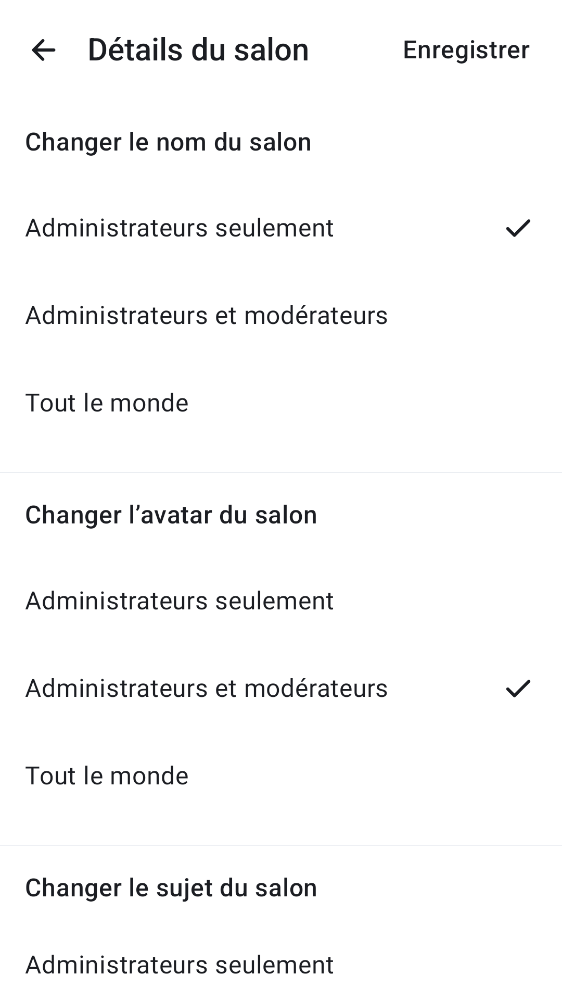 Détails du salon
Enregistrer
Changer le nom du salon
Administrateurs seulement
Administrateurs et modérateurs
Tout le monde
Changer l’avatar du salon
Administrateurs seulement
Administrateurs et modérateurs
Tout le monde
Changer le sujet du salon
Administrateurs seulement